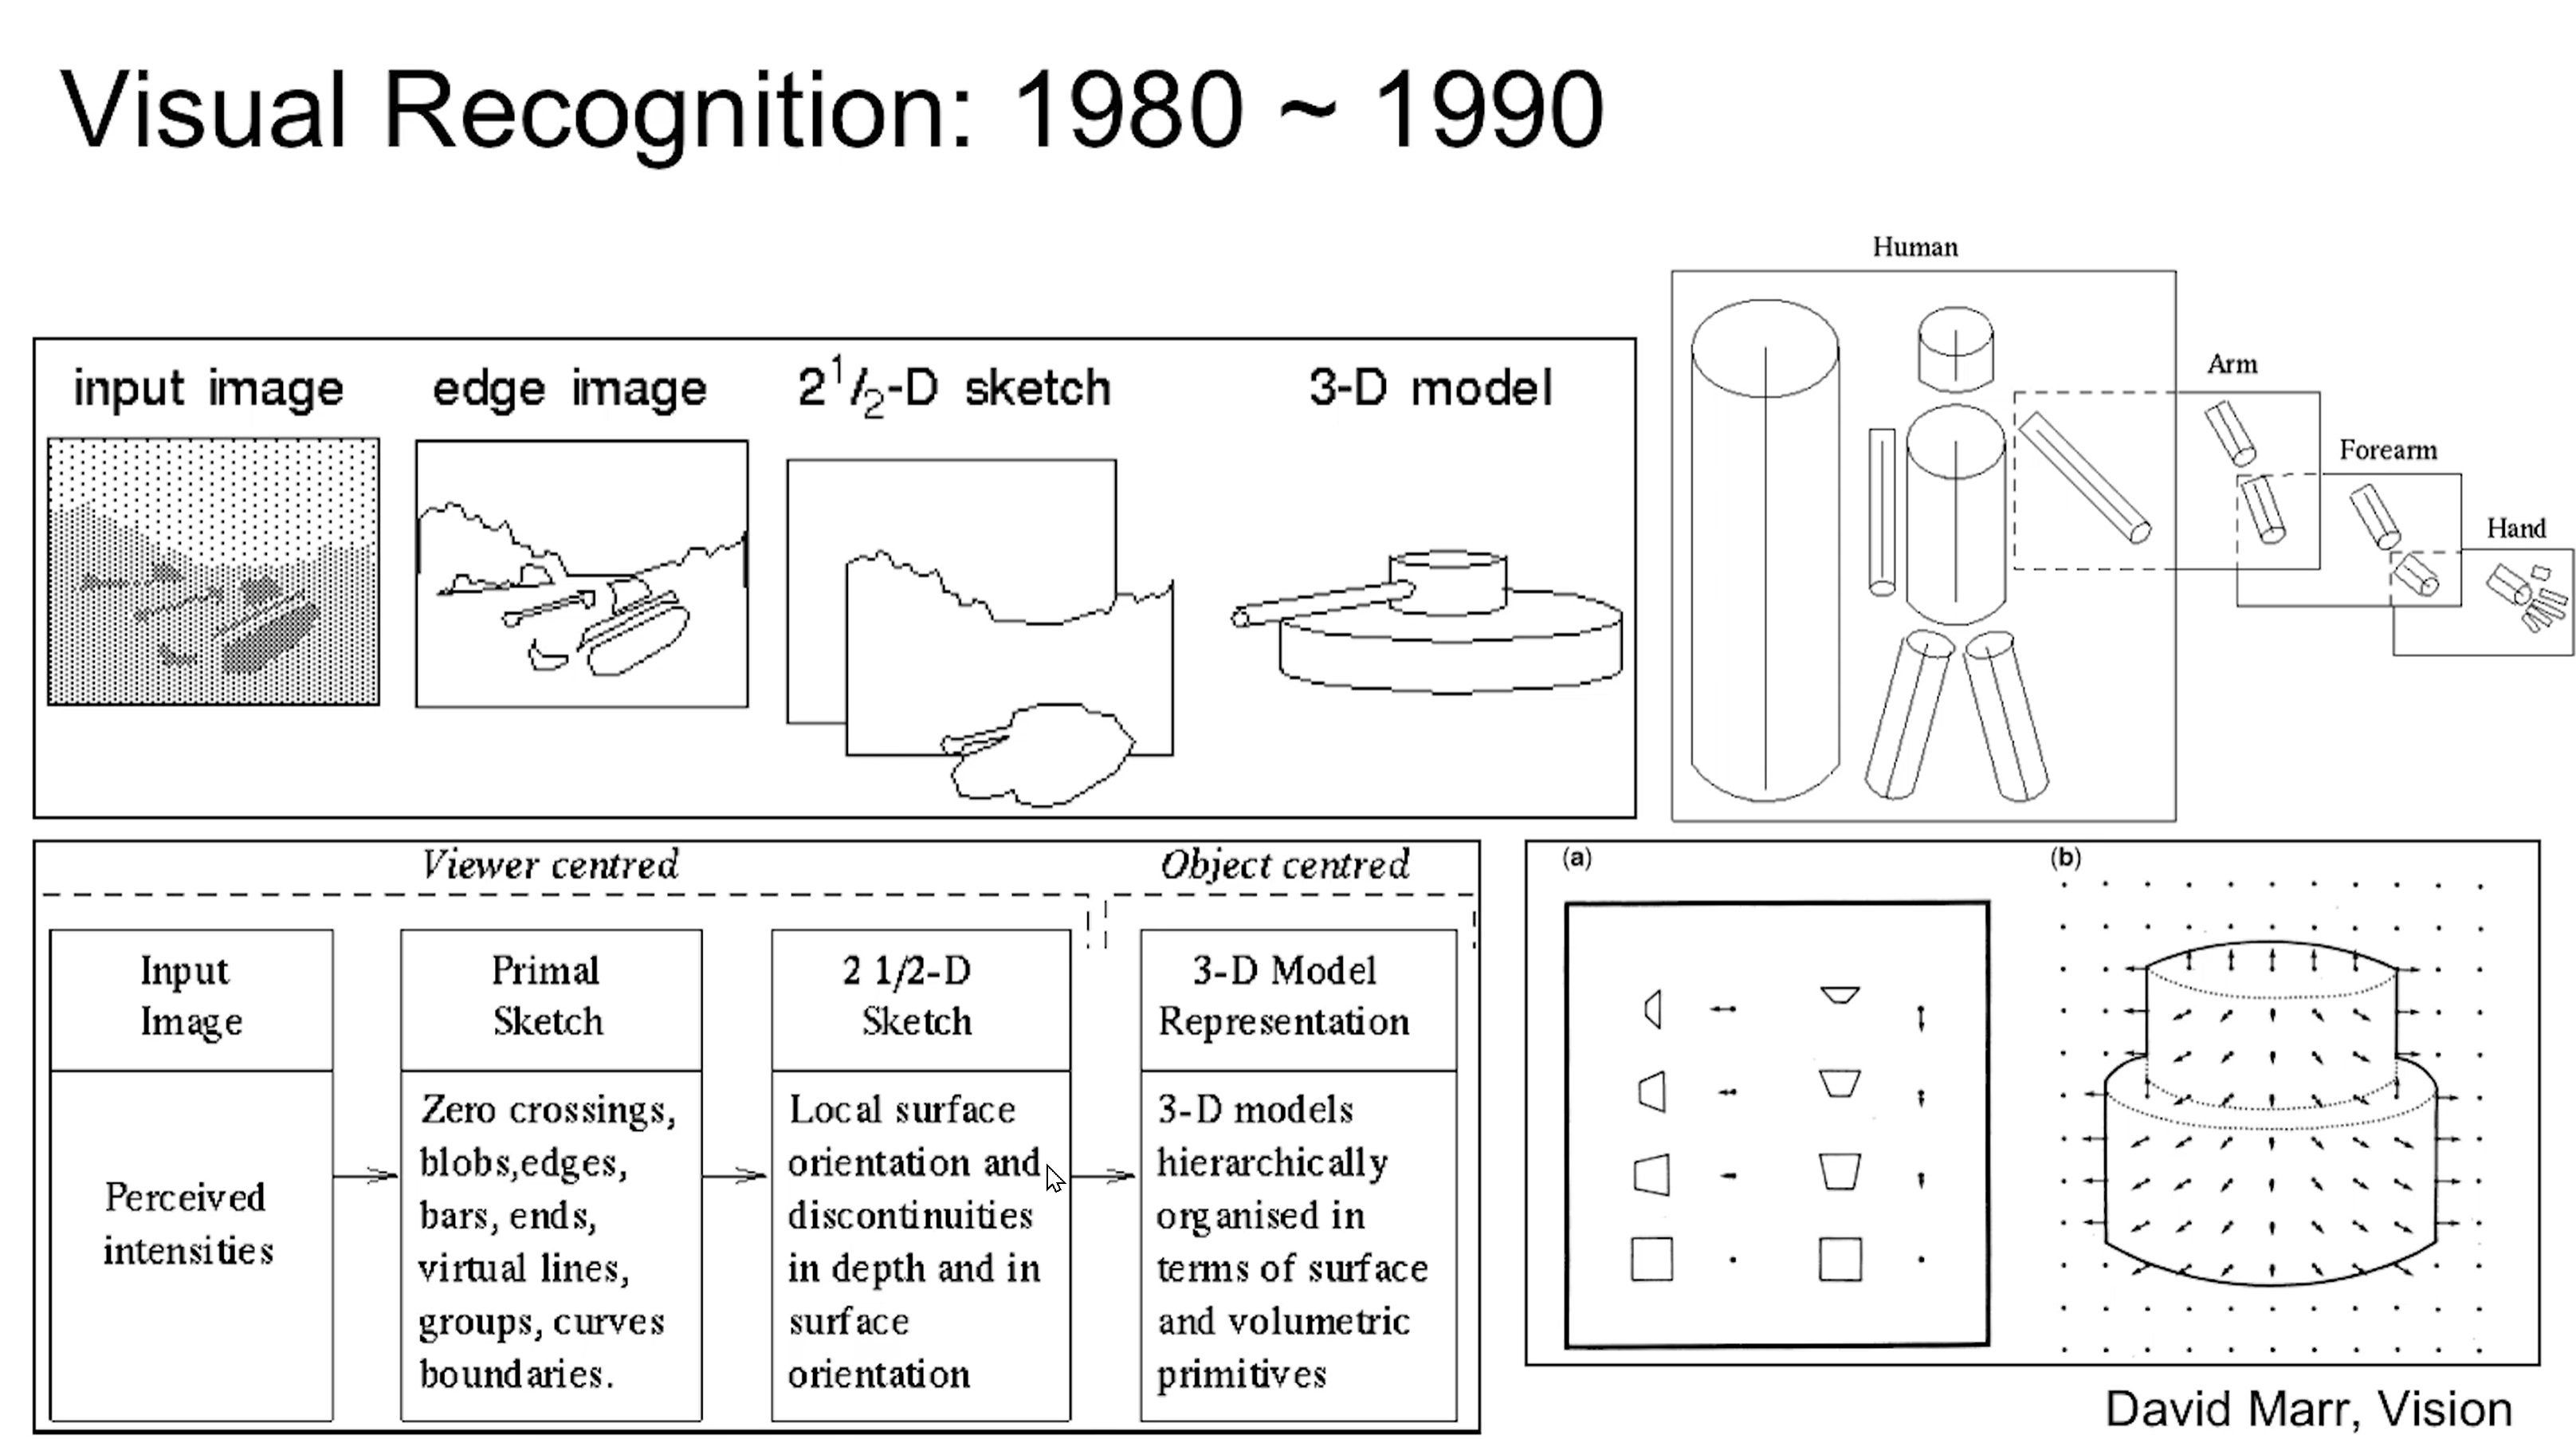 Visual Recognition: 1980 ~ 1990
input image
edge image
2 1/2-D sketch
3-D model
Human
Arm
Forearm
Hand
Viewer centred
Object centred
Input
Image
Perceived
intensities
Primal
Sketch
Zero crossings,
blobs,edges,
bars, ends,
virtual lines,
groups, curves
boundaries.
2 1/2-D
Sketch
Local surface
orientation and
discontinuities
in depth and in
surface
orientation
3-D Model
Representation
3-D models
hierarchically
organised in
terms of surface
and volumetric
primitives
(a)
(b)
David Marr, Vision